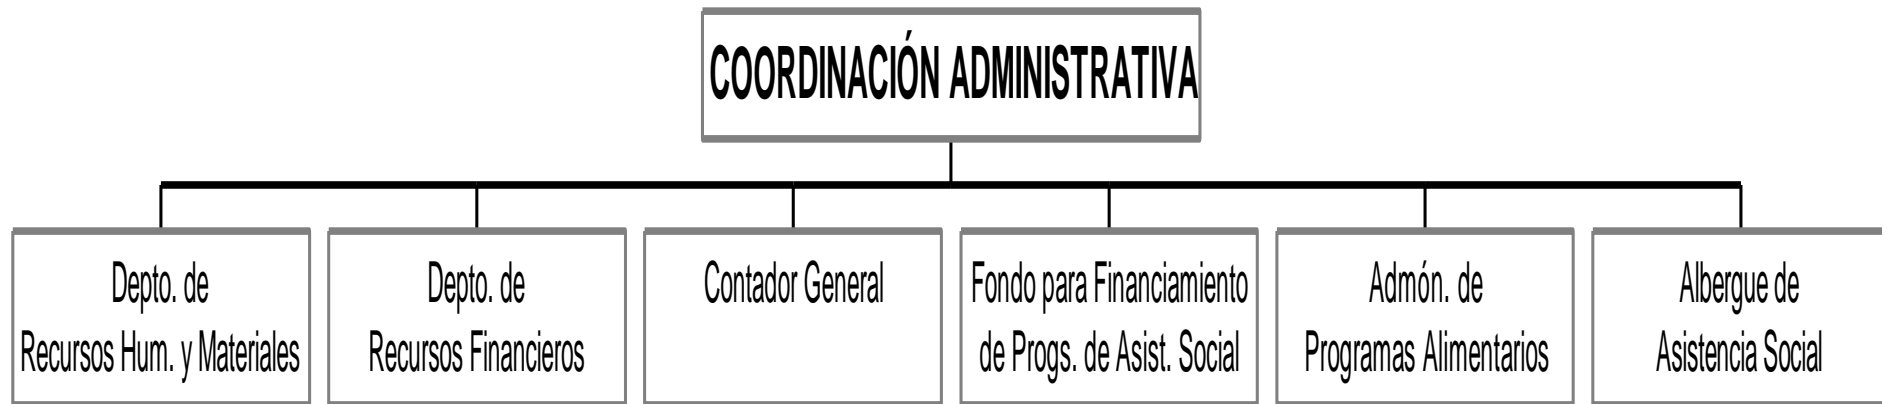 COORDINACIÓN ADMINISTRATIVA
Depto. de
Recursos Hum. y Materiales
Depto. de
Recursos Financieros
Contador General
Fondo para Financiamiento
de Progs. de Asist. Social
Admón. de
Programas Alimentarios
Albergue de
Asistencia Social